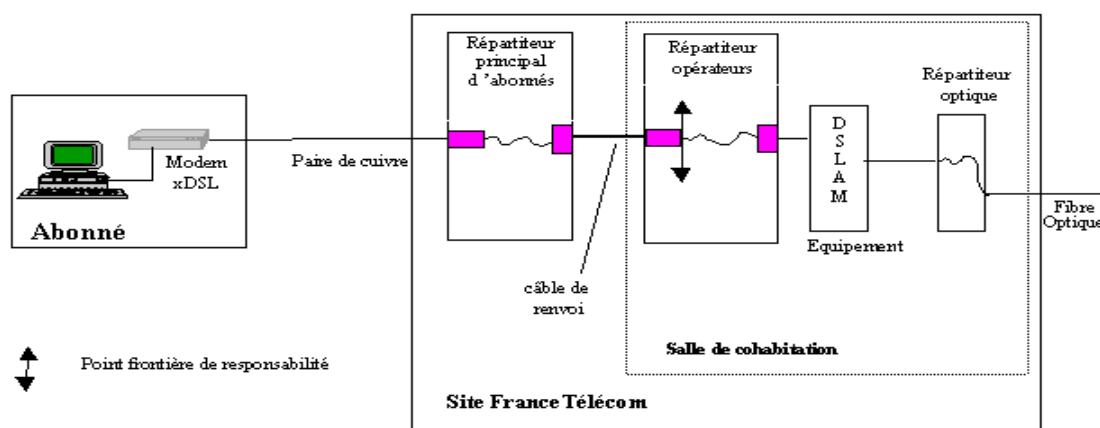 Répartiteur
principal
d ’abonnés
Répartiteur
opérateurs
Répartiteur
optique
D
S
L
A
M
Modem
xDSL
Paire de cuivre
Abonné
Fibre
Optique
Equipement
câble de
renvoi
Salle de cohabitation
Point frontière de responsabilité
Site France Télécom